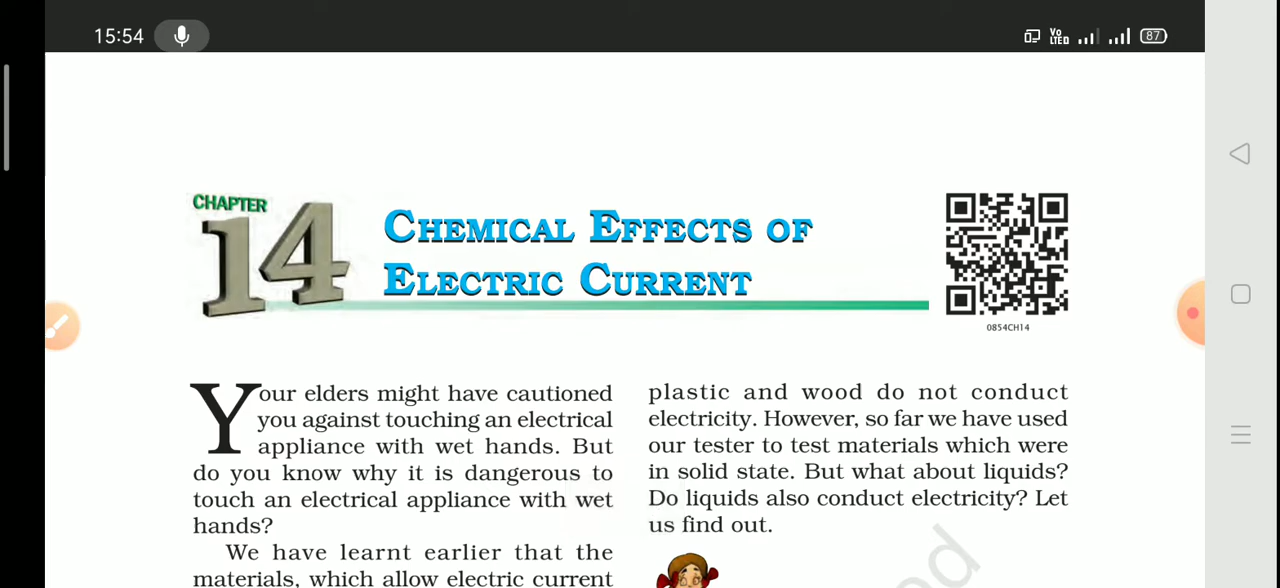 15:54
Vo LTED
87
CHAPTER
14
CHEMICAL EFFECTS OF
ELECTRIC CURRENT
0854CH14
Your elders might have cautioned
you against touching an electrical
appliance with wet hands. But
do you know why it is dangerous to
touch an electrical appliance with wet
hands?
We have learnt earlier that the
materials, which allow electric current
plastic and wood do not conduct
electricity. However, so far we have used
our tester to test materials which were
in solid state. But what about liquids?
Do liquids also conduct electricity? Let
us find out.